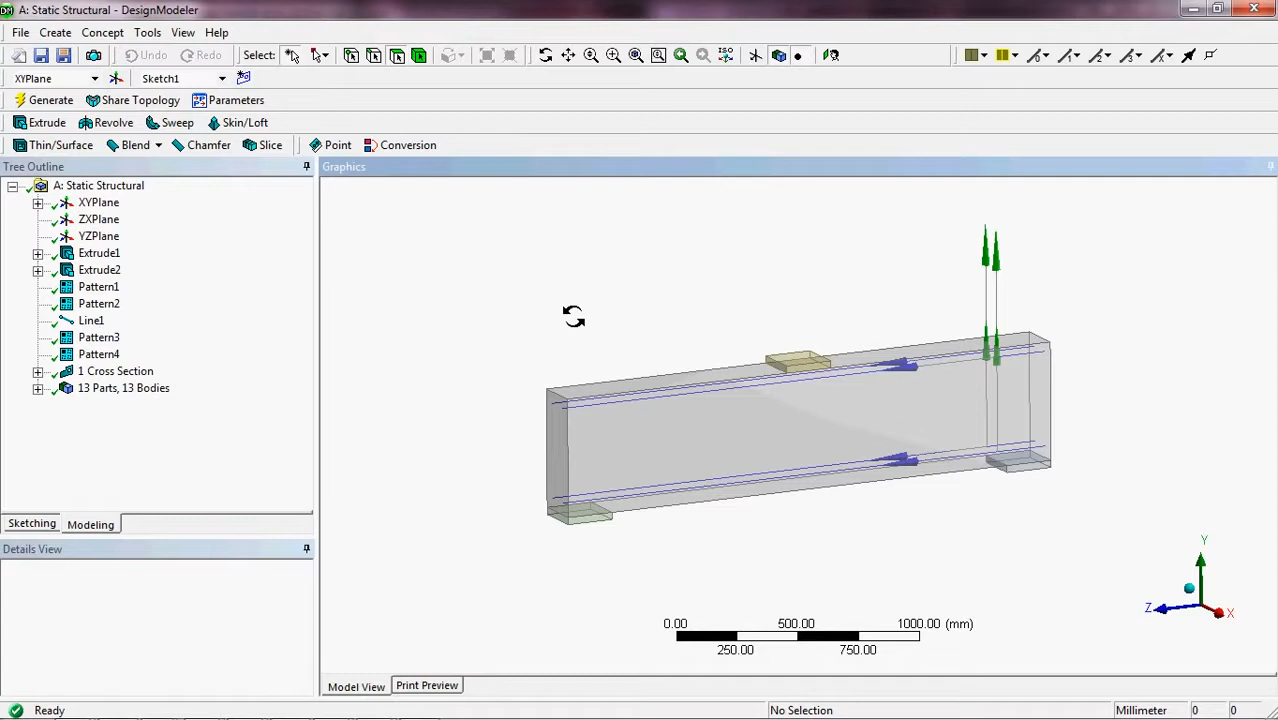 A: Static Structural - DesignModeler
File Create Concept Tools View Help
Undo Redo Select:
XYPlane Sketch1
Generate Share Topology Parameters
Extrude Revolve Sweep Skin/Loft
Thin/Surface Blend Chamfer Slice Point Conversion
Tree Outline
Graphics
A: Static Structural
XYPlane
ZXPlane
YZPlane
Extrude1
Extrude2
Pattern1
Pattern2
Line1
Pattern3
Pattern4
1 Cross Section
13 Parts, 13 Bodies
Sketching Modeling
Details View
Y
Z
X
0.00 500.00 1000.00 (mm)
250.00 750.00
Model View Print Preview
Ready No Selection Millimeter 0 0